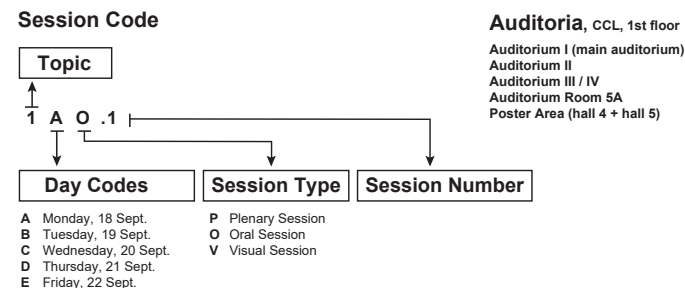 Session Code
Topic
1 A O .1
Day Codes
A Monday, 18 Sept.
B Tuesday, 19 Sept.
C Wednesday, 20 Sept.
D Thursday, 21 Sept.
E Friday, 22 Sept.
Session Type
P Plenary Session
O Oral Session
V Visual Session
Session Number
Auditoria, CCL, 1st floor
Auditorium I (main auditorium)
Auditorium II
Auditorium III / IV
Auditorium Room 5A
Poster Area (hall 4 + hall 5)